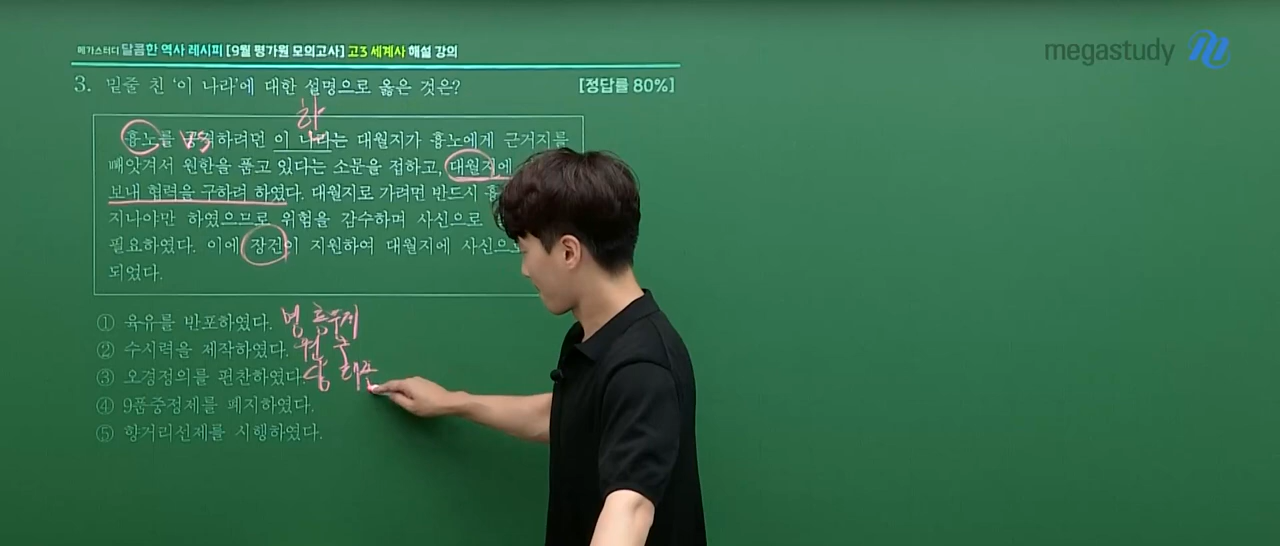 메가스터디 달콤한 역사 레시피 [9월 평가원 모의고사] 고3 세계사 해설 강의
megastudy
3. 밑줄 친 ‘이 나라’에 대한 설명으로 옳은 것은?
[정답률 80%]
한
흉노를 하려던 이 나라는 대월지가 흉노에게 근거지를
빼앗겨서 원한을 품고 있다는 소문을 접하고, 대월지에
보내 협력을 구하려 하였다. 대월지로 가려면 반드시
지나야만 하였으므로 위험을 감수하며 사신으로
필요하였다. 이에 장건이 지원하여 대월지에 사신으로
되었다.
① 육유를 반포하였다. 명 홍무제
② 수시력을 제작하였다. 원
③ 오경정의를 편찬하였다. 당 태종
④ 9품중정제를 폐지하였다.
⑤ 향거리선제를 시행하였다.